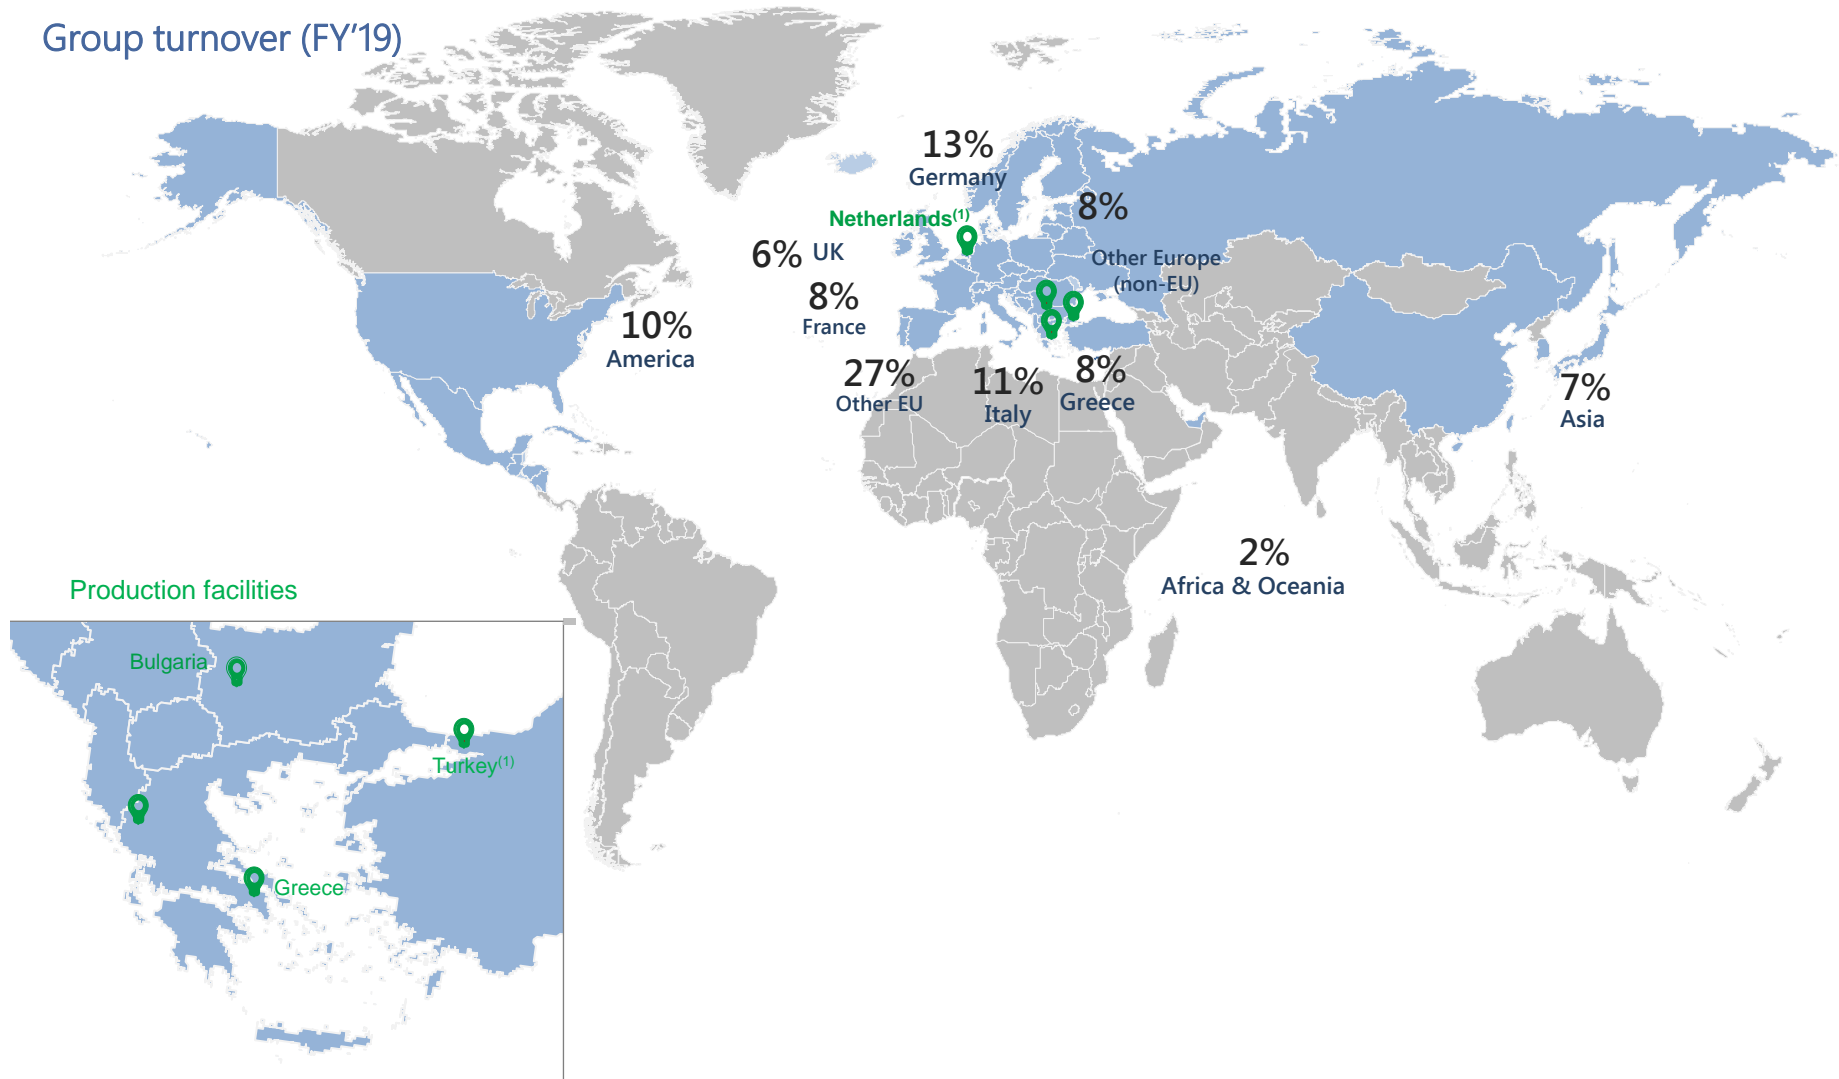 Group turnover (FY'19)
13%
Germany
8%
Netherlands(1)
6% UK
Other Europe
(non-EU)
8%
France
10%
America
27%
Other EU
11%
Italy
8%
Greece
7%
Asia
2%
Africa & Oceania
Production facilities
Bulgaria
Turkey(1)
Greece